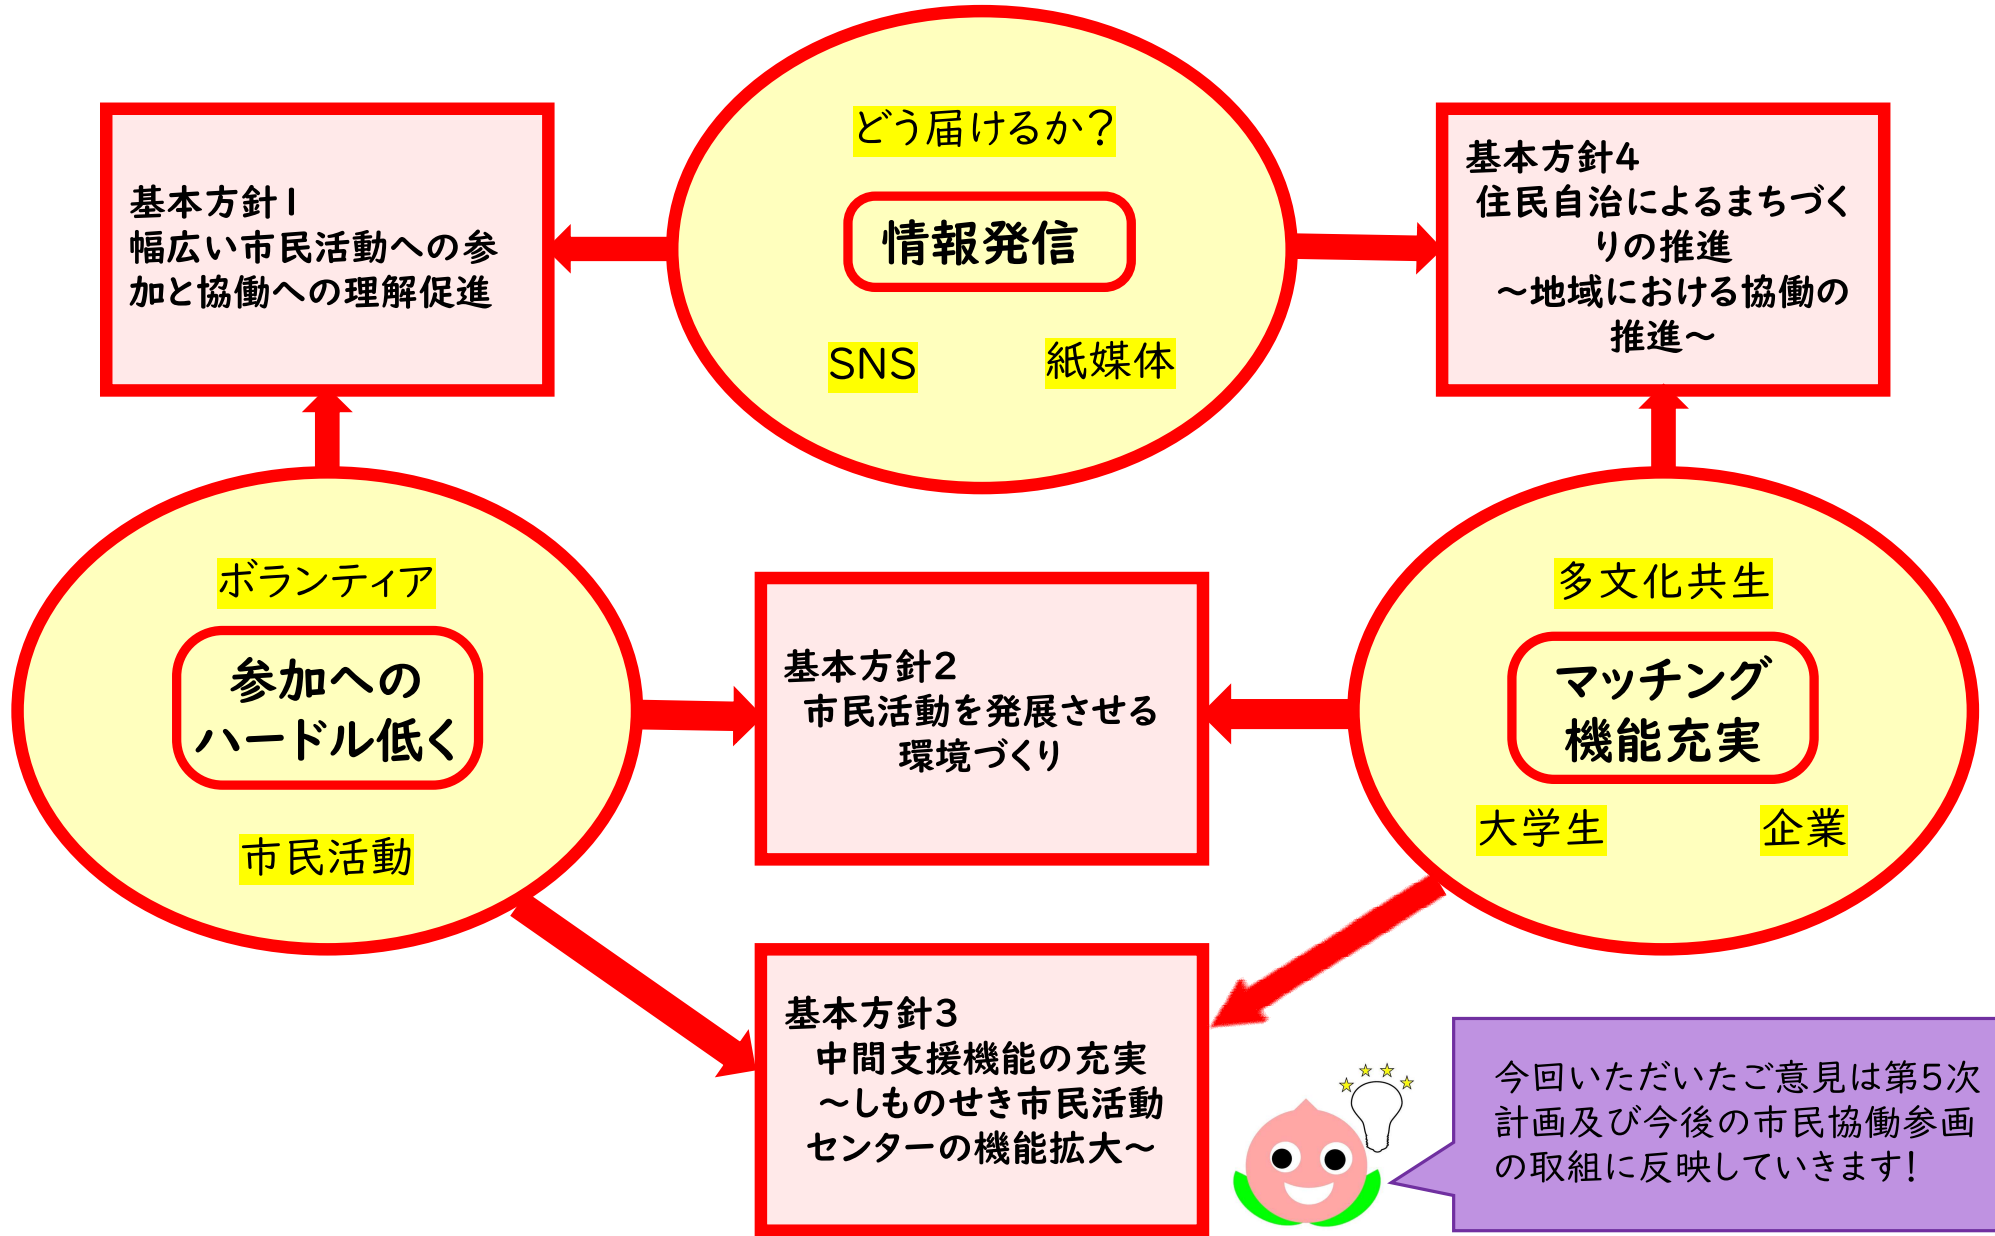 どう届けるか?
情報発信
SNS
紙媒体
基本方針1
幅広い市民活動への参
加と協働への理解促進
基本方針4
住民自治によるまちづく
りの推進
～地域における協働の
推進～
ボランティア
参加への
ハードル低く
市民活動
基本方針2
市民活動を発展させる
環境づくり
多文化共生
マッチング
機能充実
大学生
企業
基本方針3
中間支援機能の充実
～しものせき市民活動
センターの機能拡大～
今回いただいたご意見は第5次
計画及び今後の市民協働参画
の取組に反映していきます!